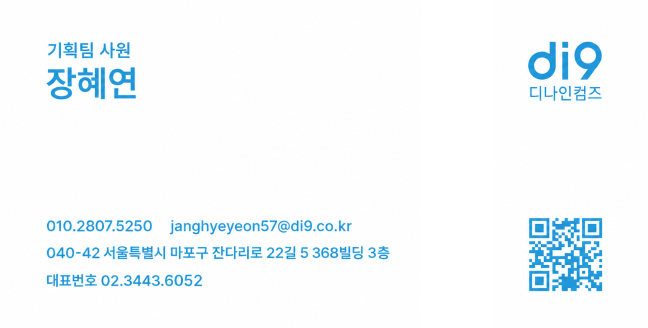 기획팀 사원
장혜연
di9
디나인컴즈
010.2807.5250 janghyeyeon57@di9.co.kr
040-42 서울특별시 마포구 잔다리로 22길 5 368빌딩 3층
대표번호 02.3443.6052